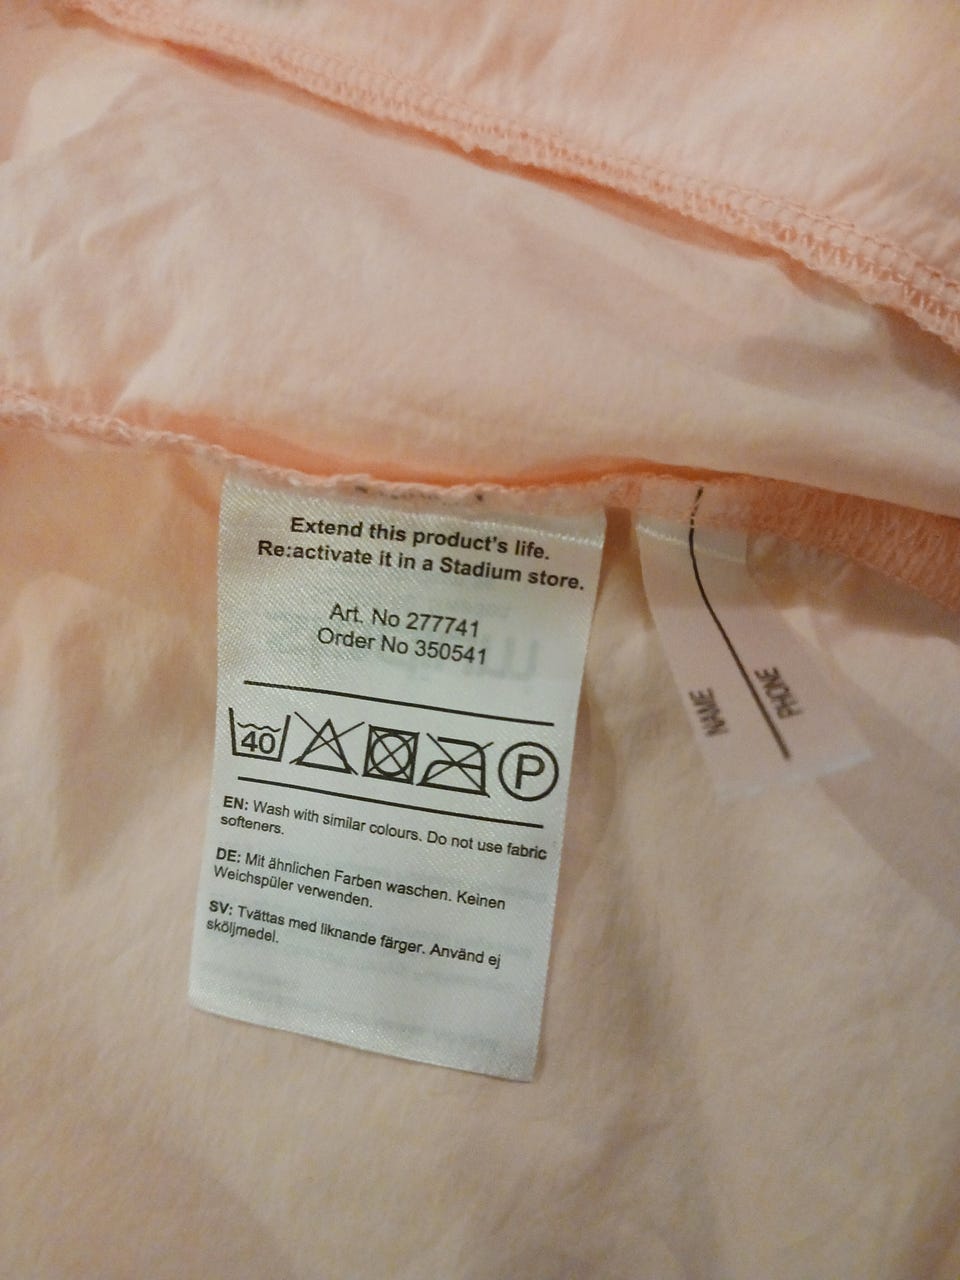 Extend this product's life.
Re:activate it in a Stadium store.
Art. No 277741
Order No 350541
40
P
EN: Wash with similar colours. Do not use fabric
softeners.
DE: Mit ähnlichen Farben waschen. Keinen
Weichspüler verwenden.
SV: Tvättas med liknande färger. Använd ej
sköljmedel.
NAME
PHONE